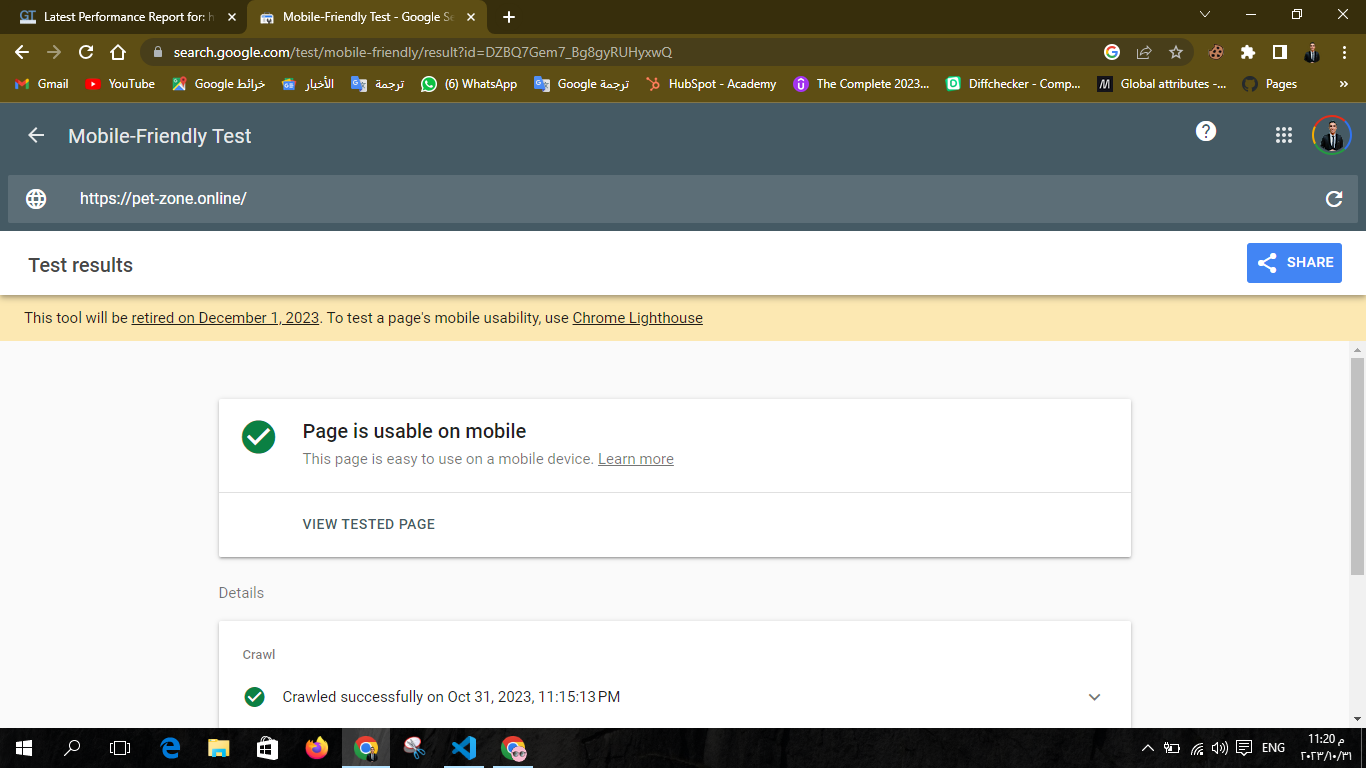 GT
Latest Performance Report for: h
Mobile-Friendly Test - Google Se
search.google.com/test/mobile-friendly/result?id=DZBQ7Gem7_Bg8gyRUHyxwQ
Gmail
YouTube
خرائط Google
الأخبار
ترجمة
(6) WhatsApp
ترجمة Google
HubSpot - Academy
The Complete 2023...
Diffchecker - Comp...
Global attributes -...
Pages
»
Mobile-Friendly Test
https://pet-zone.online/
Test results
SHARE
This tool will be retired on December 1, 2023. To test a page's mobile usability, use Chrome Lighthouse
Page is usable on mobile
This page is easy to use on a mobile device. Learn more
VIEW TESTED PAGE
Details
Crawl
Crawled successfully on Oct 31, 2023, 11:15:13 PM
ENG
11:20 م
٢٠٢٣/١٠/٣١